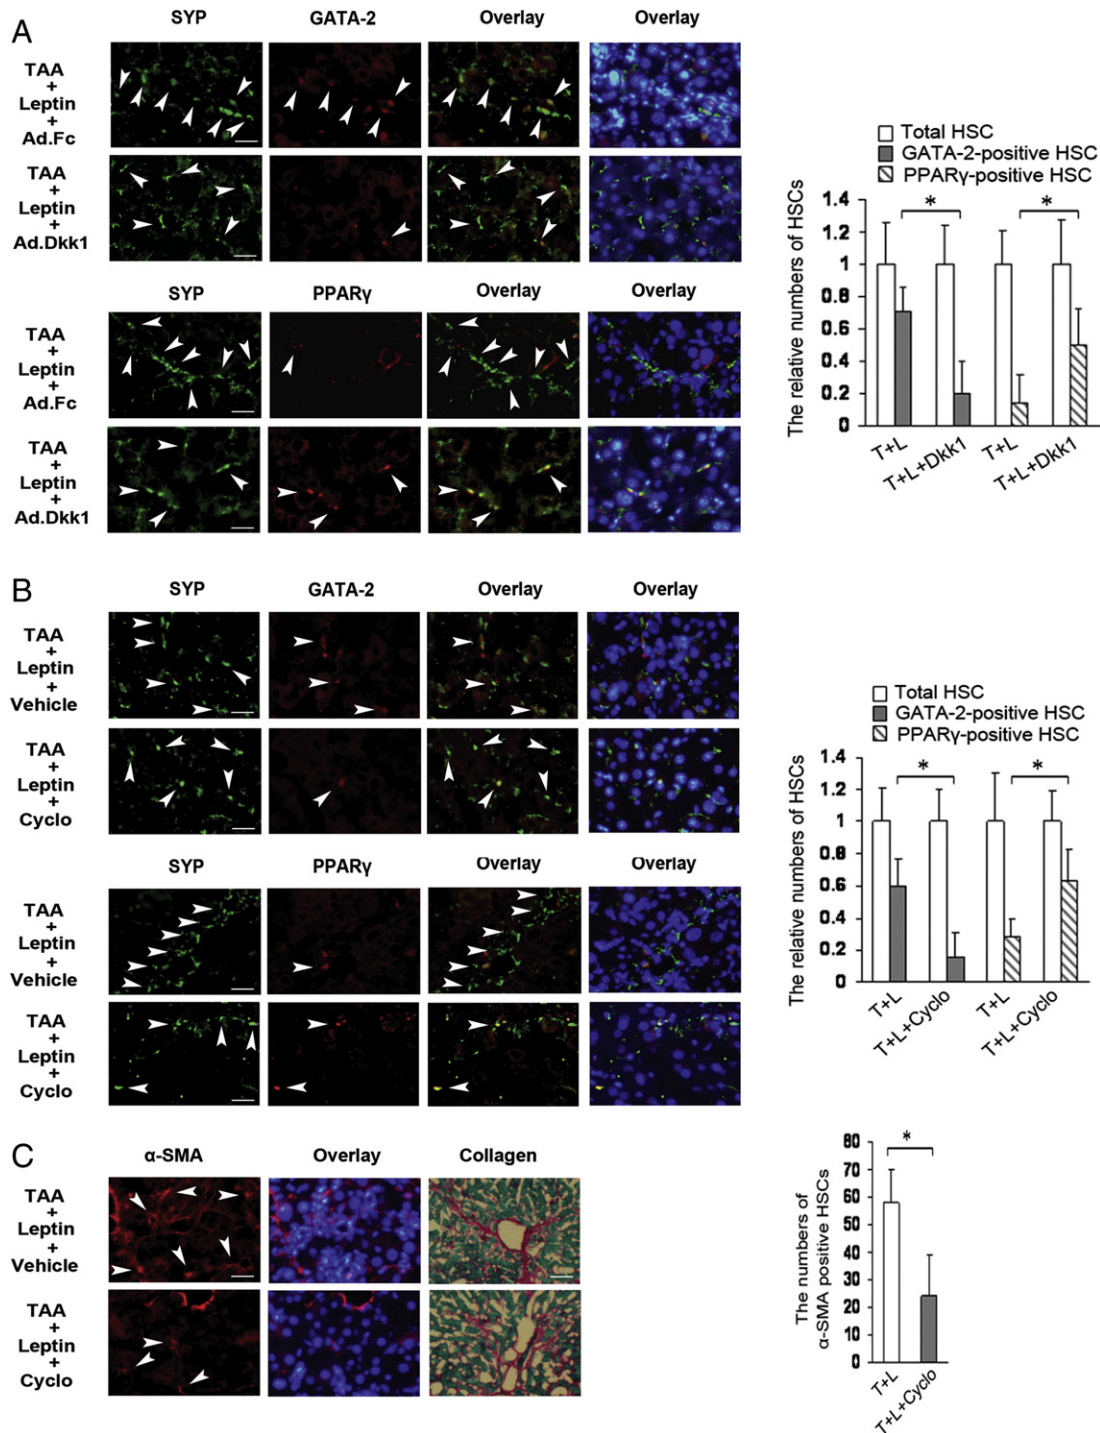 A
SYP GATA-2 Overlay Overlay
TAA
+
Leptin
+
Ad.Fc
TAA
+
Leptin
+
Ad.Dkk1
SYP PPARγ Overlay Overlay
TAA
+
Leptin
+
Ad.Fc
TAA
+
Leptin
+
Ad.Dkk1
Total HSC
GATA-2-positive HSC
PPARγ-positive HSC
The relative numbers of HSCs
1.4
1.2
1
0.8
0.6
0.4
0.2
0
* *
T+L T+L+Dkk1 T+L T+L+Dkk1
B
SYP GATA-2 Overlay Overlay
TAA
+
Leptin
+
Vehicle
TAA
+
Leptin
+
Cyclo
SYP PPARγ Overlay Overlay
TAA
+
Leptin
+
Vehicle
TAA
+
Leptin
+
Cyclo
Total HSC
GATA-2-positive HSC
PPARγ-positive HSC
The relative numbers of HSCs
1.4
1.2
1
0.8
0.6
0.4
0.2
0
* *
T+L T+L+Cyclo T+L T+L+Cyclo
C
α-SMA Overlay Collagen
TAA
+
Leptin
+
Vehicle
TAA
+
Leptin
+
Cyclo
The numbers of
α-SMA positive HSCs
80
70
60
50
40
30
20
10
0
*
T+L T+L+Cyclo